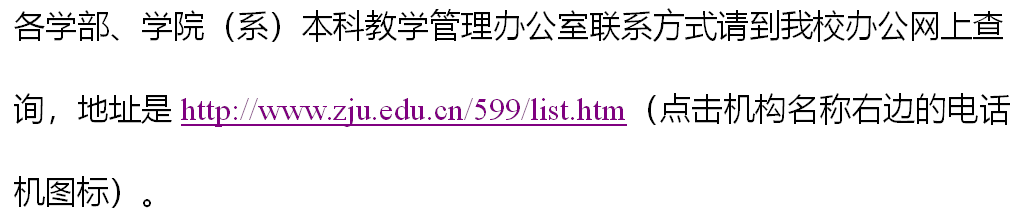 各学部、学院（系）本科教学管理办公室联系方式请到我校办公网上查
询，地址是 http://www.zju.edu.cn/599/list.htm（点击机构名称右边的电话
机图标）。